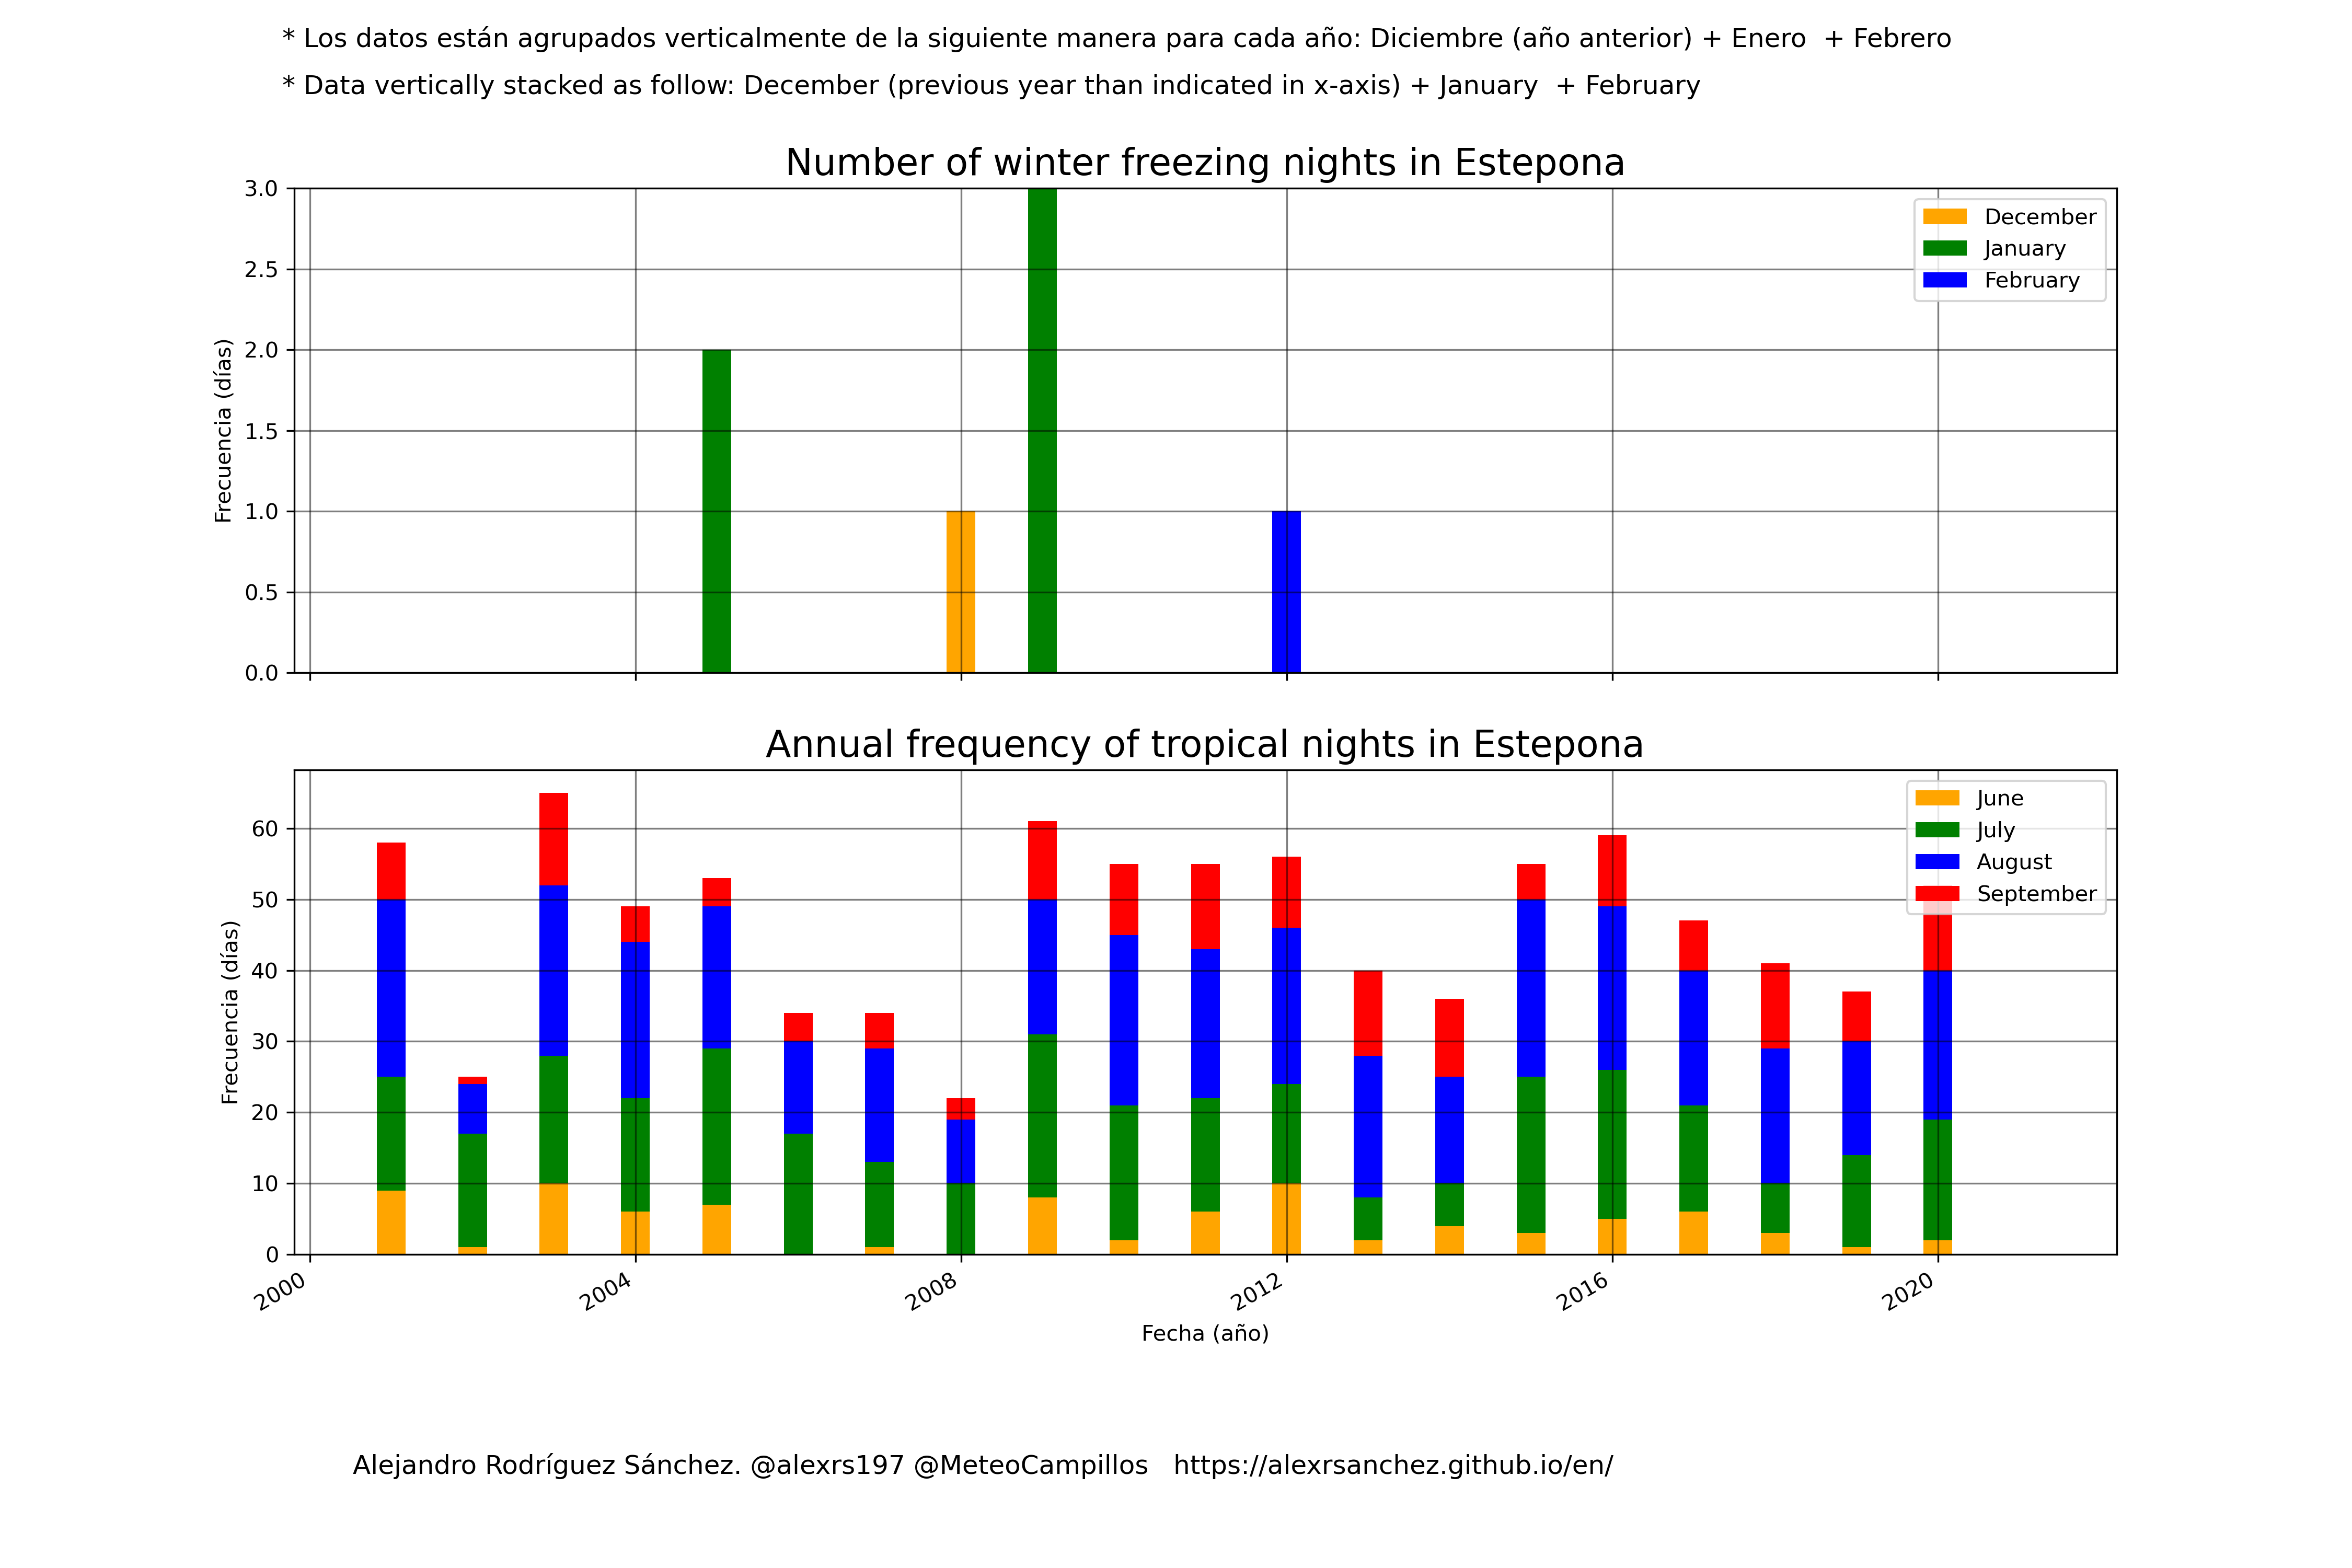 * Los datos están agrupados verticalmente de la siguiente manera para cada año: Diciembre (año anterior) + Enero  + Febrero
* Data vertically stacked as follow: December (previous year than indicated in x-axis) + January  + February
Number of winter freezing nights in Estepona
3.0
2.5
2.0
1.5
1.0
0.5
0.0
Frecuencia (días)
December
January
February
Annual frequency of tropical nights in Estepona
60
50
40
30
20
10
0
Frecuencia (días)
June
July
August
September
2000
2004
2008
2012
2016
2020
Fecha (año)
Alejandro Rodríguez Sánchez. @alexrs197 @MeteoCampillos   https://alexrsanchez.github.io/en/